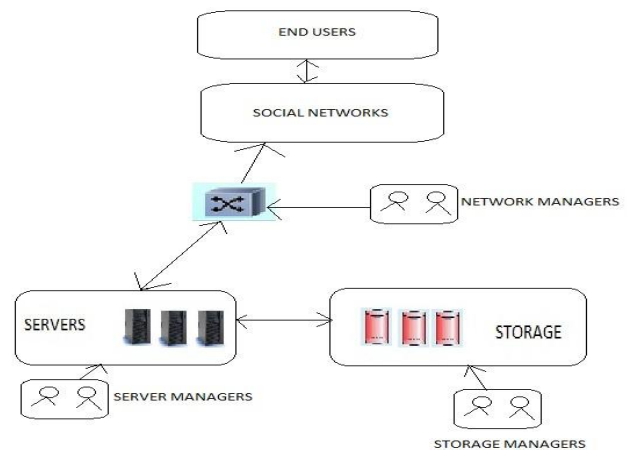 END USERS
SOCIAL NETWORKS
NETWORK MANAGERS
SERVERS
STORAGE
SERVER MANAGERS
STORAGE MANAGERS